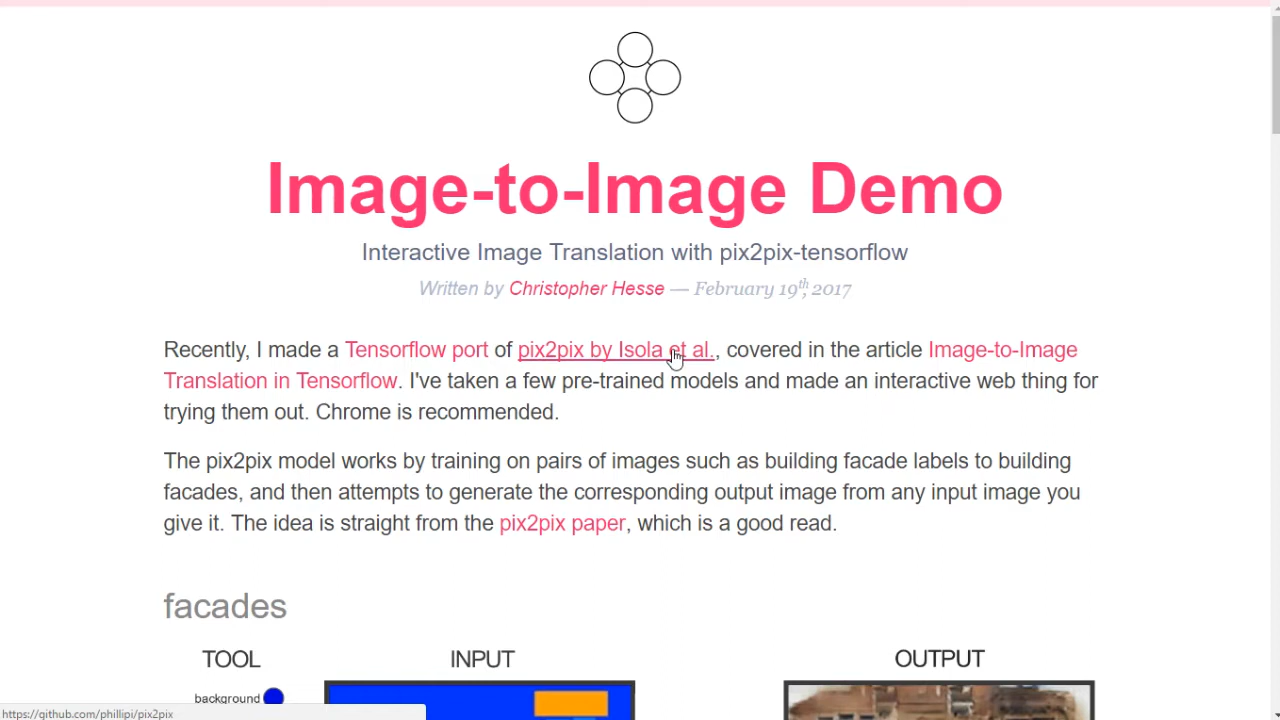 Image-to-Image Demo
Interactive Image Translation with pix2pix-tensorflow
Written by Christopher Hesse — February 19th, 2017
Recently, I made a Tensorflow port of pix2pix by Isola et al., covered in the article Image-to-Image
Translation in Tensorflow. I've taken a few pre-trained models and made an interactive web thing for
trying them out. Chrome is recommended.
The pix2pix model works by training on pairs of images such as building facade labels to building
facades, and then attempts to generate the corresponding output image from any input image you
give it. The idea is straight from the pix2pix paper, which is a good read.
facades
TOOL INPUT OUTPUT
background
https://github.com/phillipi/pix2pix